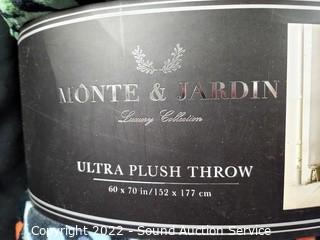 MONTE & JARDIN
Luxury Collection
ULTRA PLUSH THROW
60 x 70 in/152 x 177 cm
Copyright 2022 - Sound Auction Service